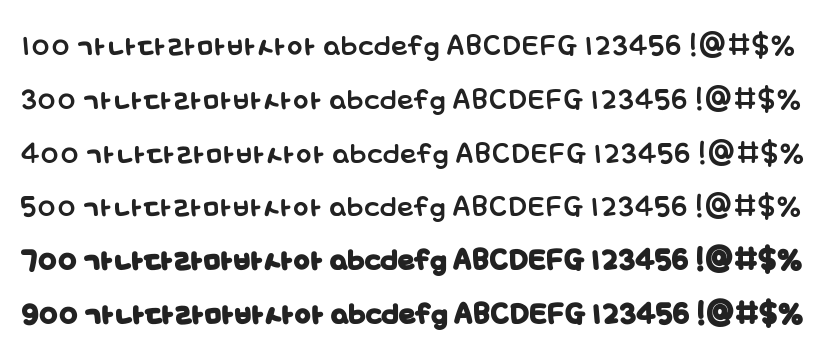 100 가나다라마바사아 abcdefg ABCDEFG 123456 !@#$%
300 가나다라마바사아 abcdefg ABCDEFG 123456 !@#$%
400 가나다라마바사아 abcdefg ABCDEFG 123456 !@#$%
500 가나다라마바사아 abcdefg ABCDEFG 123456 !@#$%
700 가나다라마바사아 abcdefg ABCDEFG 123456 !@#$%
900 가나다라마바사아 abcdefg ABCDEFG 123456 !@#$%